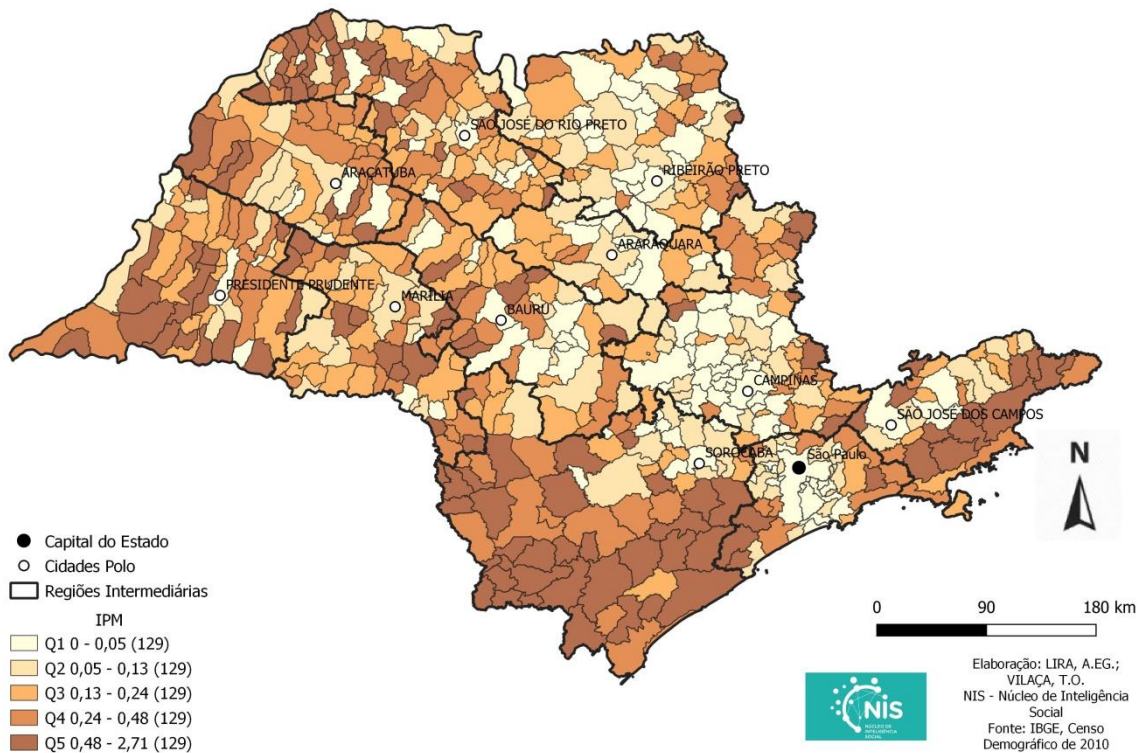 SÃO JOSÉ DO RIO PRETO
RIBEIRÃO PRETO
ARAÇATUBA
ARARAQUARA
PRESIDENTE PRUDENTE
MARÍLIA
BAURU
CAMPINAS
SÃO JOSÉ DOS CAMPOS
SOROCABA
São Paulo
N
Capital do Estado
Cidades Polo
Regiões Intermediárias
IPM
Q1 0 - 0,05 (129)
Q2 0,05 - 0,13 (129)
Q3 0,13 - 0,24 (129)
Q4 0,24 - 0,48 (129)
Q5 0,48 - 2,71 (129)
0 90 180 km
NIS
NÚCLEO DE
INTELIGÊNCIA
SOCIAL
Elaboração: LIRA, A.EG.;
VILAÇA, T.O.
NIS - Núcleo de Inteligência
Social
Fonte: IBGE, Censo
Demográfico de 2010